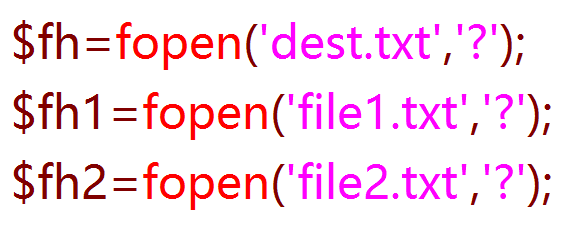 $fh=fopen('dest.txt','?');
$fh1=fopen('file1.txt','?');
$fh2=fopen('file2.txt','?');